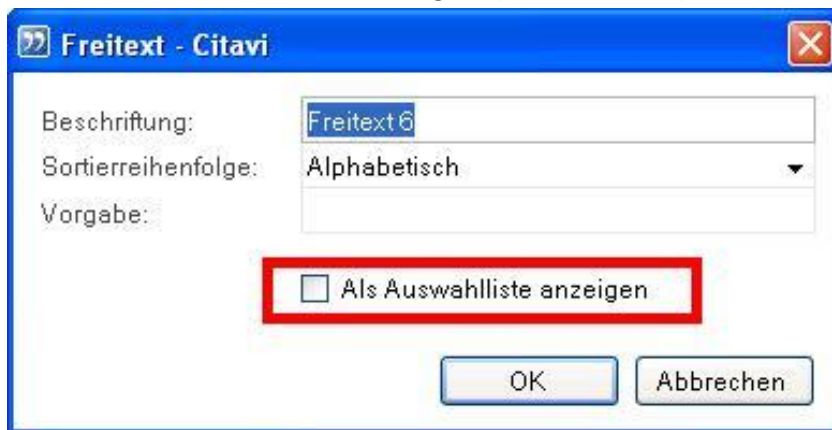 Freitext - Citavi
Beschriftung: Freitext 6
Sortierreihenfolge: Alphabetisch
Vorgabe:
Als Auswahlliste anzeigen
OK Abbrechen